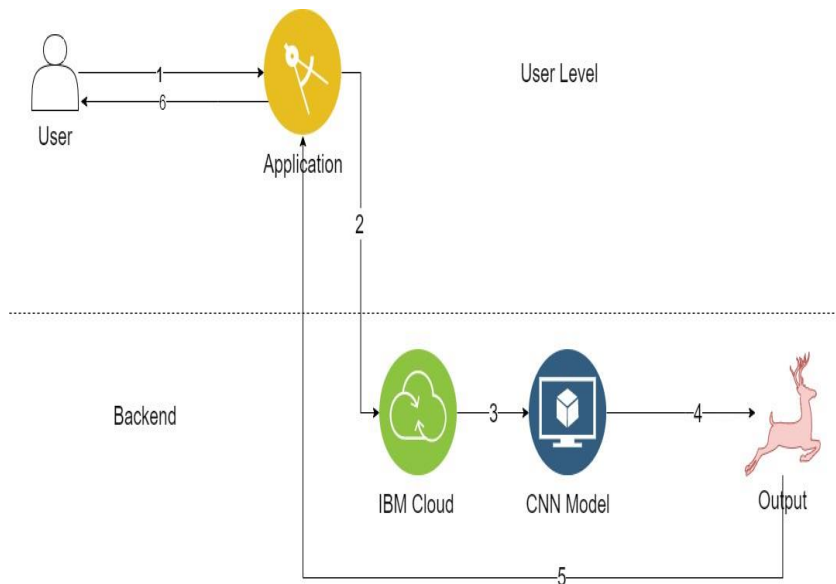 1
User Level
6
User
Application
2
Backend
3
4
IBM Cloud
CNN Model
Output
5